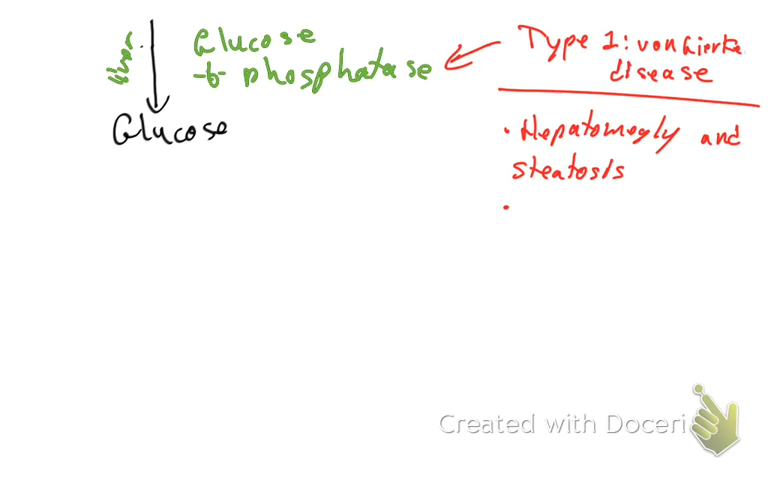 liver
Glucose
-6- phosphatase
Glucose
Type 1: von Gierke
disease
• Hepatomegly and
steatosis
•
Created with Doceri